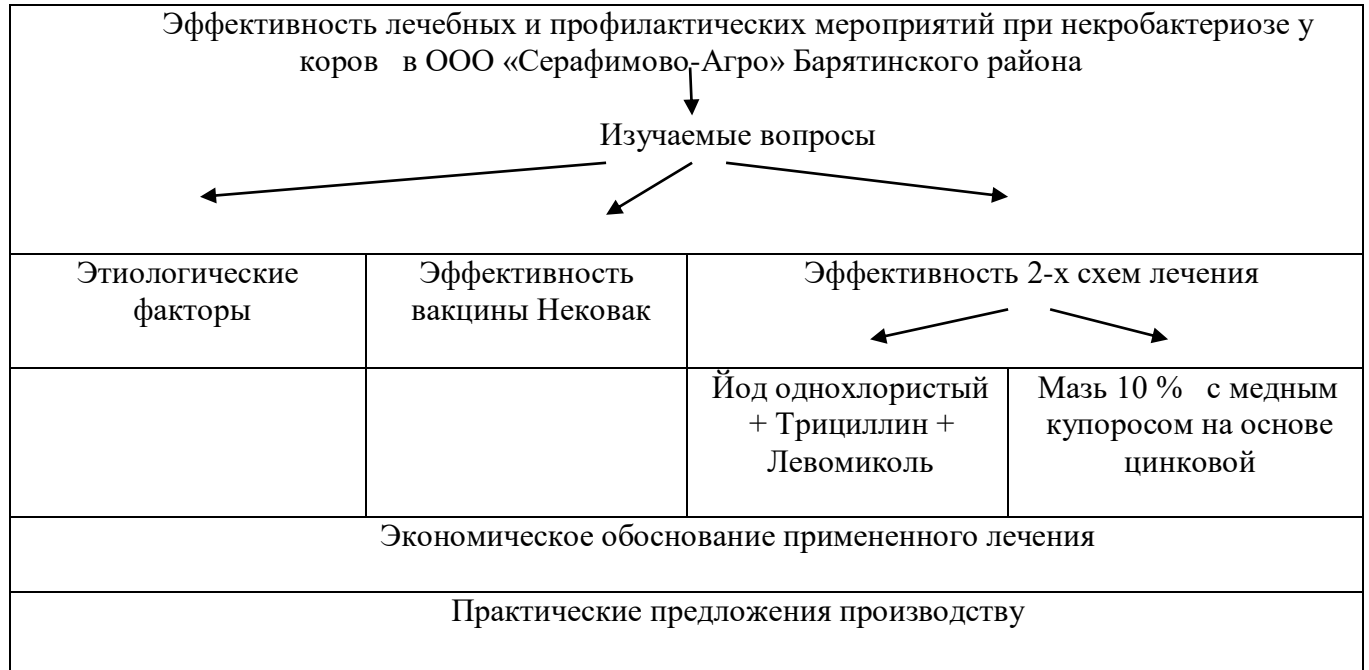 Эффективность лечебных и профилактических мероприятий при некробактериозе у
коров в ООО «Серафимово-Агро» Барятинского района
Изучаемые вопросы
Этиологические
факторы
Эффективность
вакцины Нековак
Эффективность 2-х схем лечения
Йод однохлористый
+ Трициллин +
Левомиколь
Мазь 10 % с медным
купоросом на основе
цинковой
Экономическое обоснование примененного лечения
Практические предложения производству